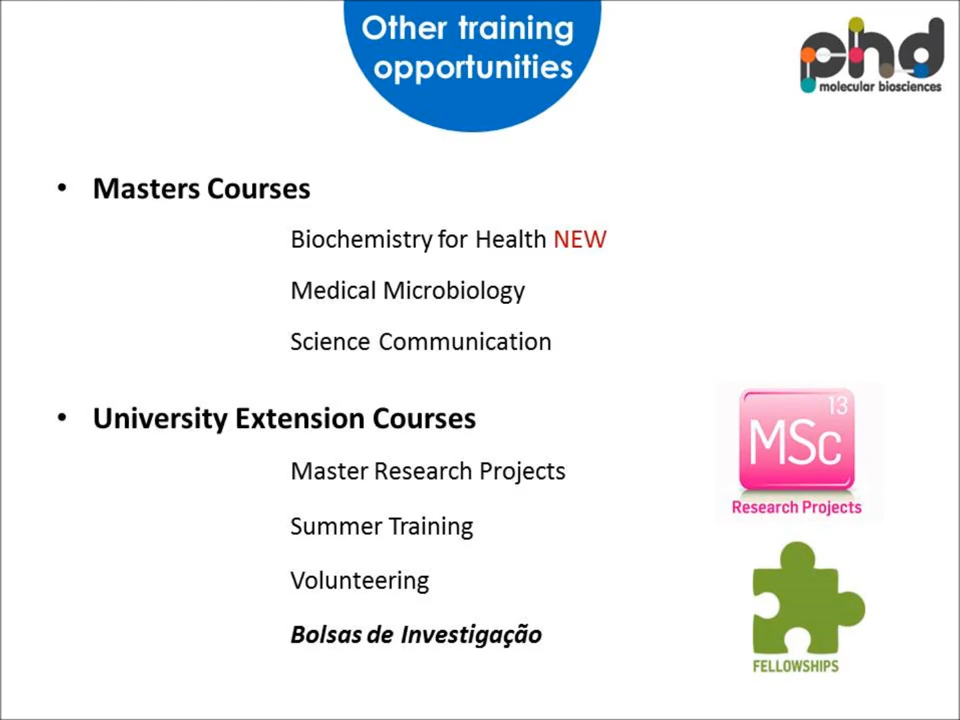 Other training
opportunities
phd
molecular biosciences
• Masters Courses
Biochemistry for Health NEW
Medical Microbiology
Science Communication
• University Extension Courses
Master Research Projects
Summer Training
Volunteering
Bolsas de Investigação
13
MSc
Research Projects
FELLOWSHIPS